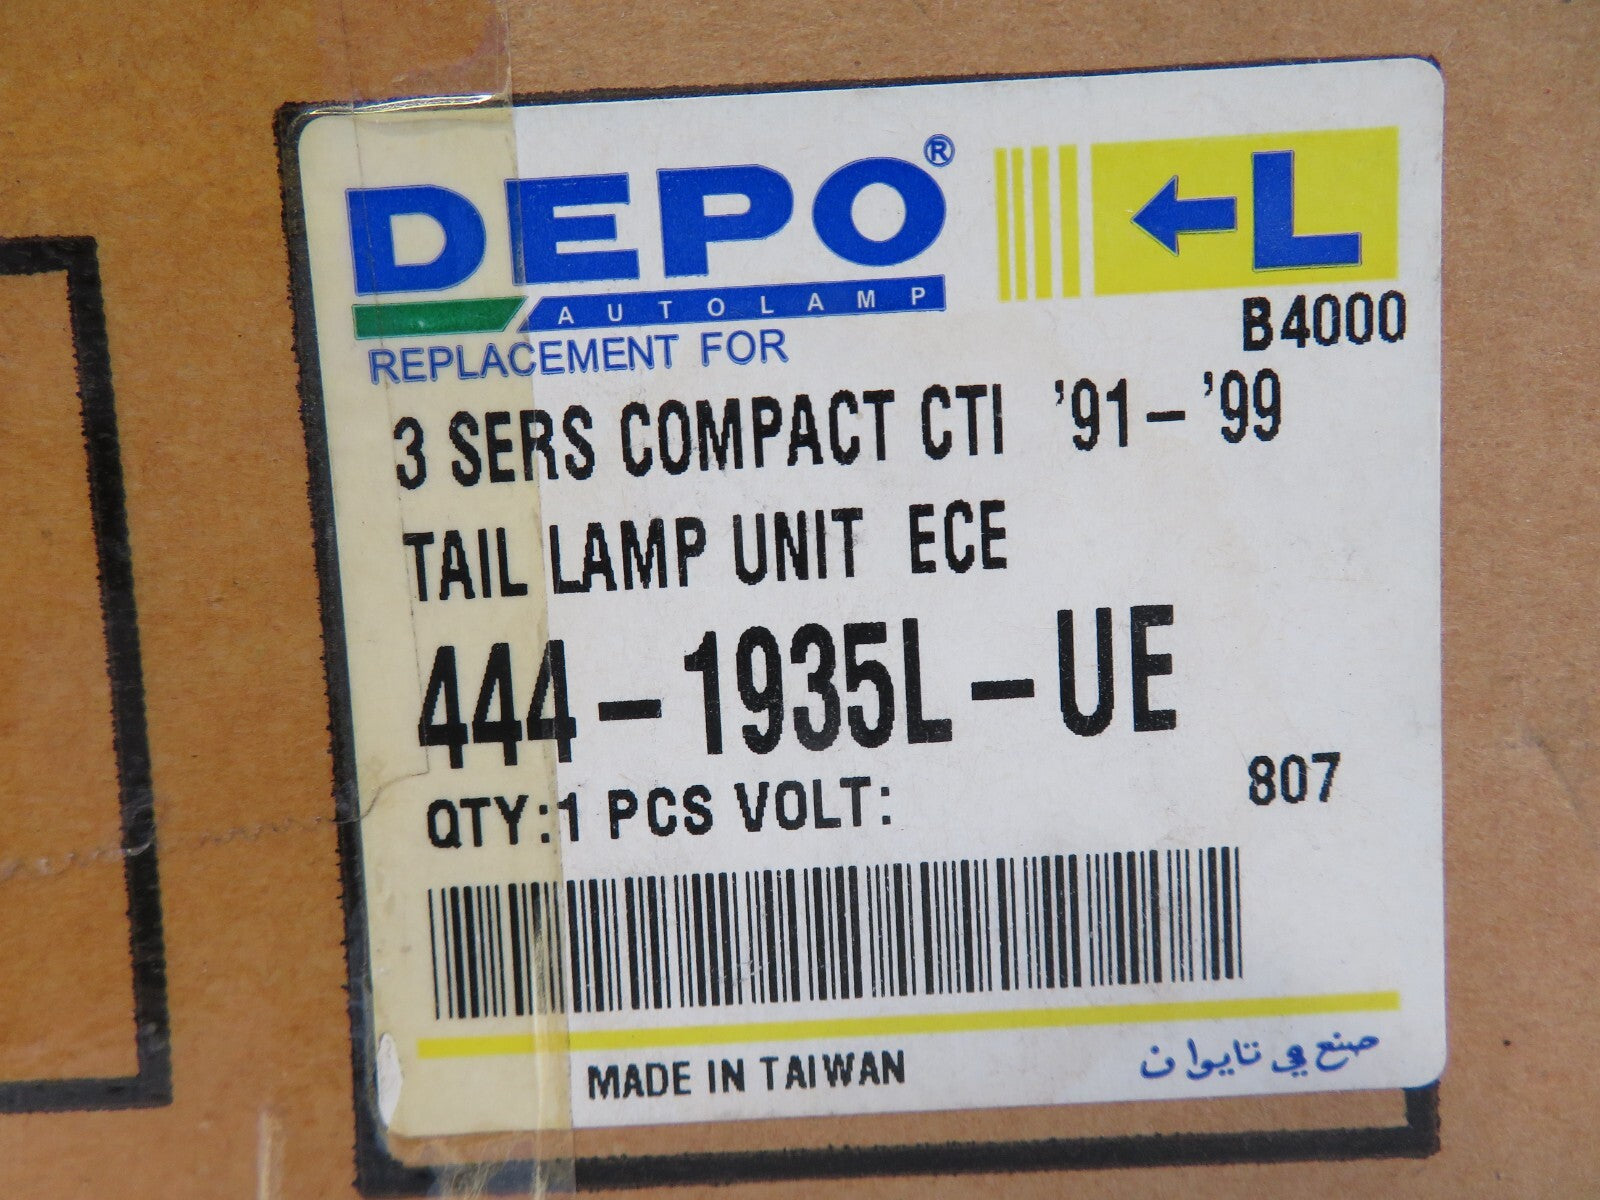 DEPO®
AUTOLAMP
←L
B4000
REPLACEMENT FOR
3 SERS COMPACT CTI '91-'99
TAIL LAMP UNIT ECE
444-1935L-UE
QTY:1 PCS VOLT:
807
MADE IN TAIWAN
صنع في تايوان